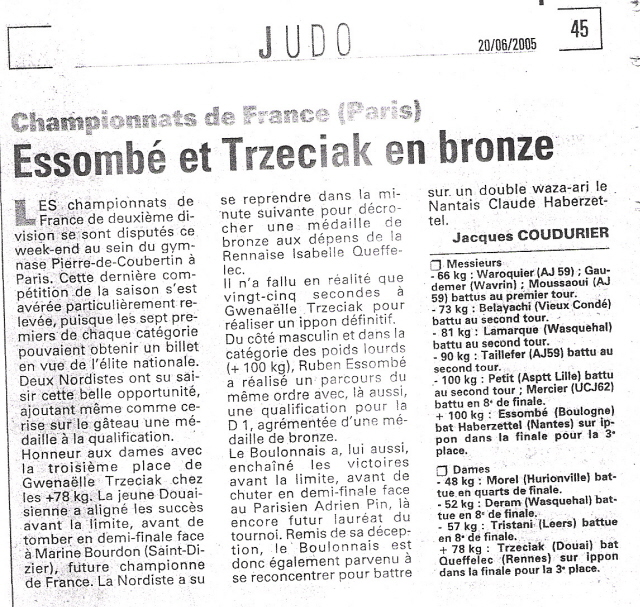 JUDO
20/06/2005
45
Championnats de France (Paris)
Essombé et Trzeciak en bronze
LES championnats de
France de deuxième di-
vision se sont disputés ce
week-end au sein du gym-
nase Pierre-de-Coubertin à
Paris. Cette dernière com-
pétition de la saison s'est
avérée particulièrement re-
levée, puisque les sept pre-
miers de chaque catégorie
pouvaient obtenir un billet
en vue de l'élite nationale.
Deux Nordistes ont su sai-
sir cette belle opportunité,
ajoutant même comme ce-
rise sur le gâteau une mé-
daille à la qualification.
Honneur aux dames avec
la troisième place de
Gwenaëlle Trzeciak chez
les +78 kg. La jeune Douai-
sienne a aligné les succès
avant la limite, avant de
tomber en demi-finale face
à Marine Bourdon (Saint-Di-
zier), future championne
de France. La Nordiste a su
se reprendre dans la mi-
nute suivante pour décro-
cher une médaille de
bronze aux dépens de la
Rennaise Isabelle Queffe-
lec.
Il n'a fallu en réalité que
vingt-cinq secondes à
Gwenaëlle Trzeciak pour
réaliser un ippon définitif.
Du côté masculin et dans la
catégorie des poids lourds
(+ 100 kg), Ruben Essombé
a réalisé un parcours du
même ordre avec, là aussi,
une qualification pour la
D 1, agrémentée d'une mé-
daille de bronze.
Le Boulonnais a, lui aussi,
enchaîné les victoires
avant la limite, avant de
chuter en demi-finale face
au Parisien Adrien Pin, là
encore futur lauréat du
tournoi. Remis de sa décep-
tion, le Boulonnais est
donc également parvenu à
se reconcentrer pour battre
sur un double waza-ari le
Nantais Claude Haberzet-
tel.
Jacques COUDURIER
❐ Messieurs
- 66 kg : Waroquier (AJ 59) ; Gau-
demer (Wavrin) ; Moussaoui (AJ
59) battus au premier tour.
- 73 kg : Belayachi (Vieux Condé)
battu au second tour.
- 81 kg : Lamarque (Wasquehal)
battu au second tour.
- 90 kg : Taillefer (AJ59) battu au
second tour.
- 100 kg : Petit (Asptt Lille) battu
au second tour ; Mercier (UCJ62)
battu en 8e de finale.
+ 100 kg : Essombé (Boulogne)
bat Haberzettel (Nantes) sur ip-
pon dans la finale pour la 3e
place.
❐ Dames
- 48 kg : Morel (Hurionville) bat-
tue en quarts de finale.
- 52 kg : Deram (Wasquehal) bat-
tue en 8e de finale.
- 57 kg : Tristani (Leers) battue
en 8e de finale.
+ 78 kg : Trzeciak (Douai) bat
Queffelec (Rennes) sur ippon
dans la finale pour la 3e place.